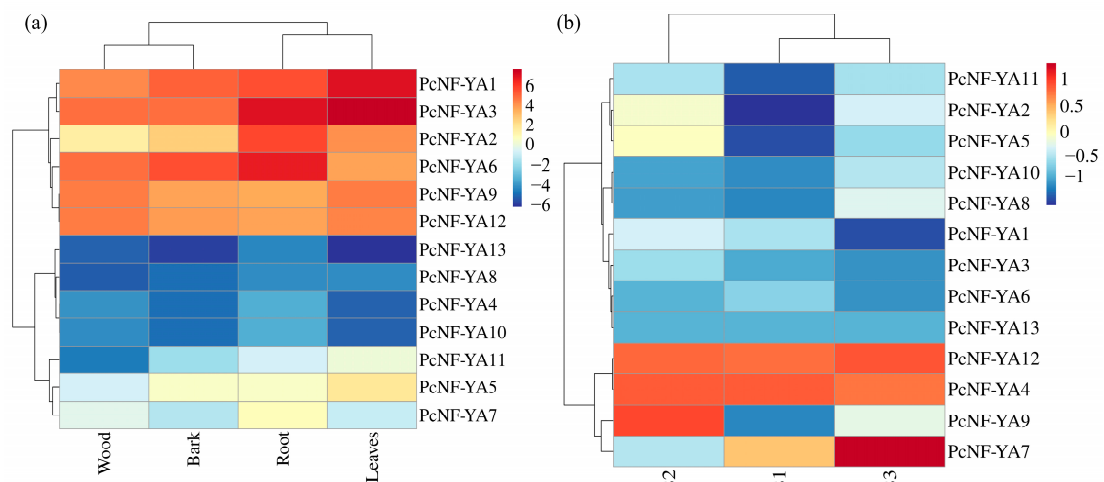 (a)
PcNF-YA1
PcNF-YA3
PcNF-YA2
PcNF-YA6
PcNF-YA9
PcNF-YA12
PcNF-YA13
PcNF-YA8
PcNF-YA4
PcNF-YA10
PcNF-YA11
PcNF-YA5
PcNF-YA7
6
4
2
0
−2
−4
−6
Wood
Bark
Root
Leaves
(b)
PcNF-YA11
PcNF-YA2
PcNF-YA5
PcNF-YA10
PcNF-YA8
PcNF-YA1
PcNF-YA3
PcNF-YA6
PcNF-YA13
PcNF-YA12
PcNF-YA4
PcNF-YA9
PcNF-YA7
1
0.5
0
−0.5
−1